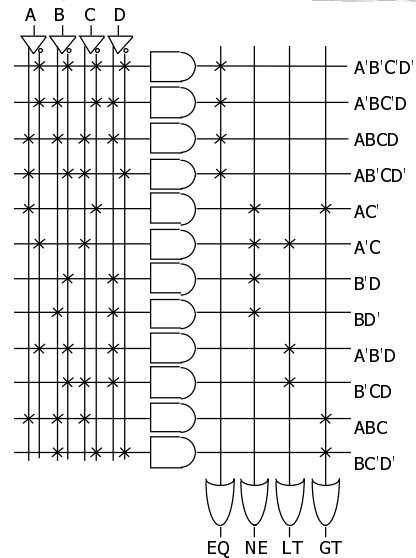 A B C D
A'B'C'D'
A'BC'D
ABCD
AB'CD'
AC'
A'C
B'D
BD'
A'B'D
B'CD
ABC
BC'D'
EQ NE LT GT